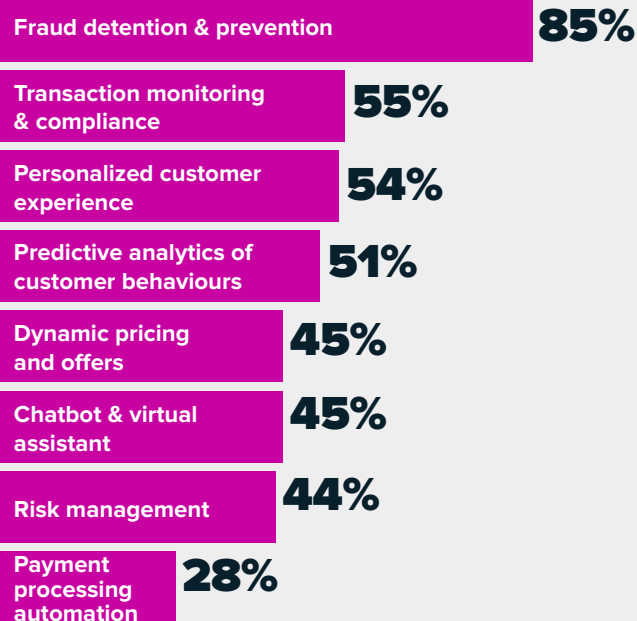 Fraud detention & prevention
85%
Transaction monitoring
& compliance
55%
Personalized customer
experience
54%
Predictive analytics of
customer behaviours
51%
Dynamic pricing
and offers
45%
Chatbot & virtual
assistant
45%
Risk management
44%
Payment
processing
automation
28%